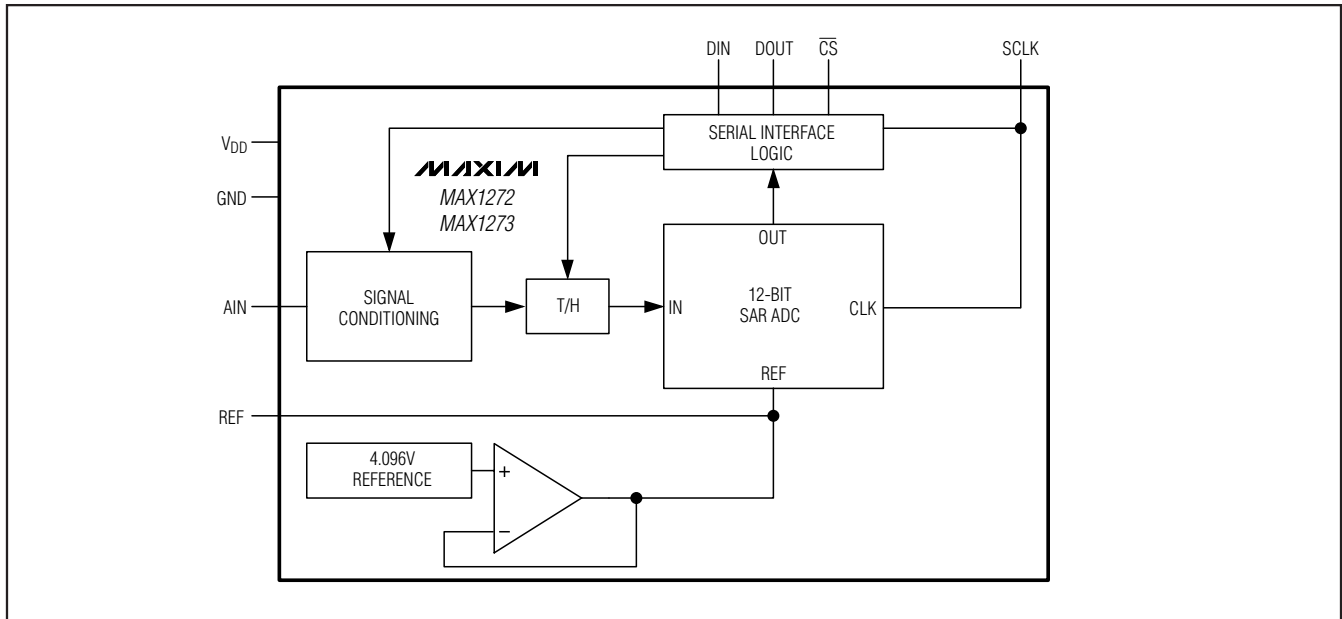 DIN DOUT CS SCLK
SERIAL INTERFACE
LOGIC
VDD
MAXIM
MAX1272
MAX1273
GND
OUT
AIN
SIGNAL
CONDITIONING
T/H
IN
12-BIT
SAR ADC
CLK
REF
REF
4.096V
REFERENCE
+
−